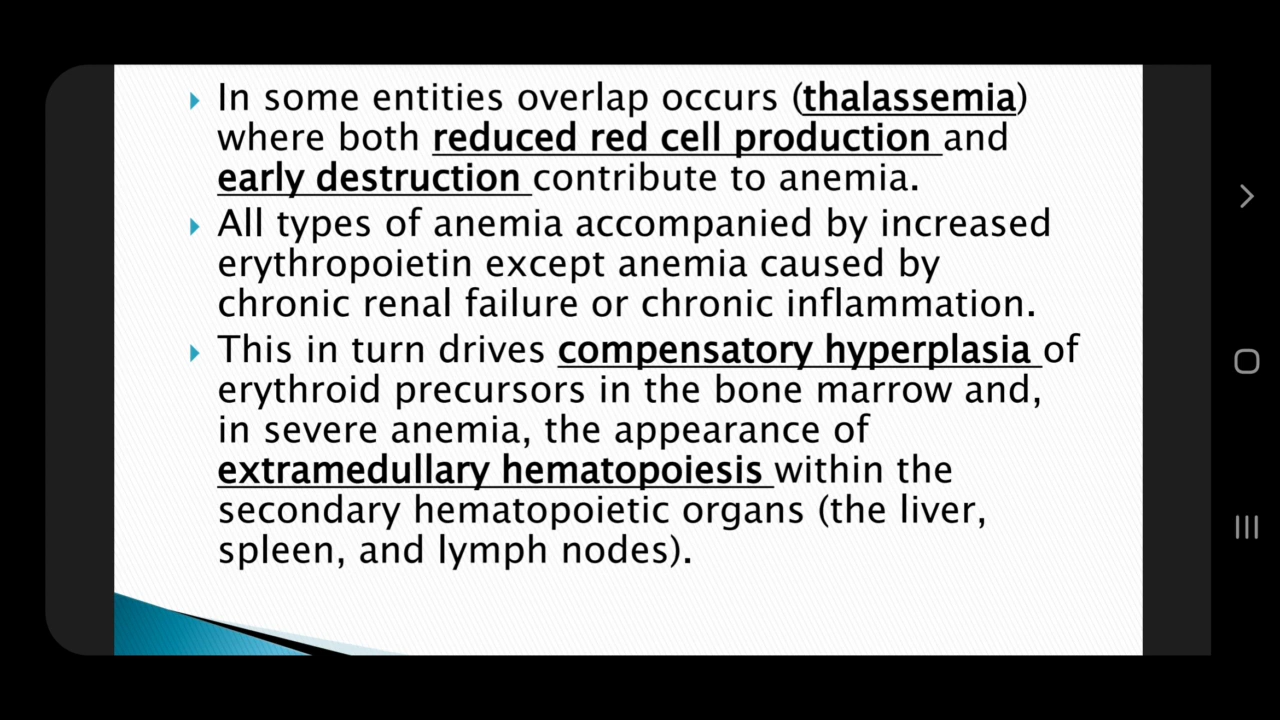 In some entities overlap occurs (thalassemia)
where both reduced red cell production and
early destruction contribute to anemia.
All types of anemia accompanied by increased
erythropoietin except anemia caused by
chronic renal failure or chronic inflammation.
This in turn drives compensatory hyperplasia of
erythroid precursors in the bone marrow and,
in severe anemia, the appearance of
extramedullary hematopoiesis within the
secondary hematopoietic organs (the liver,
spleen, and lymph nodes).